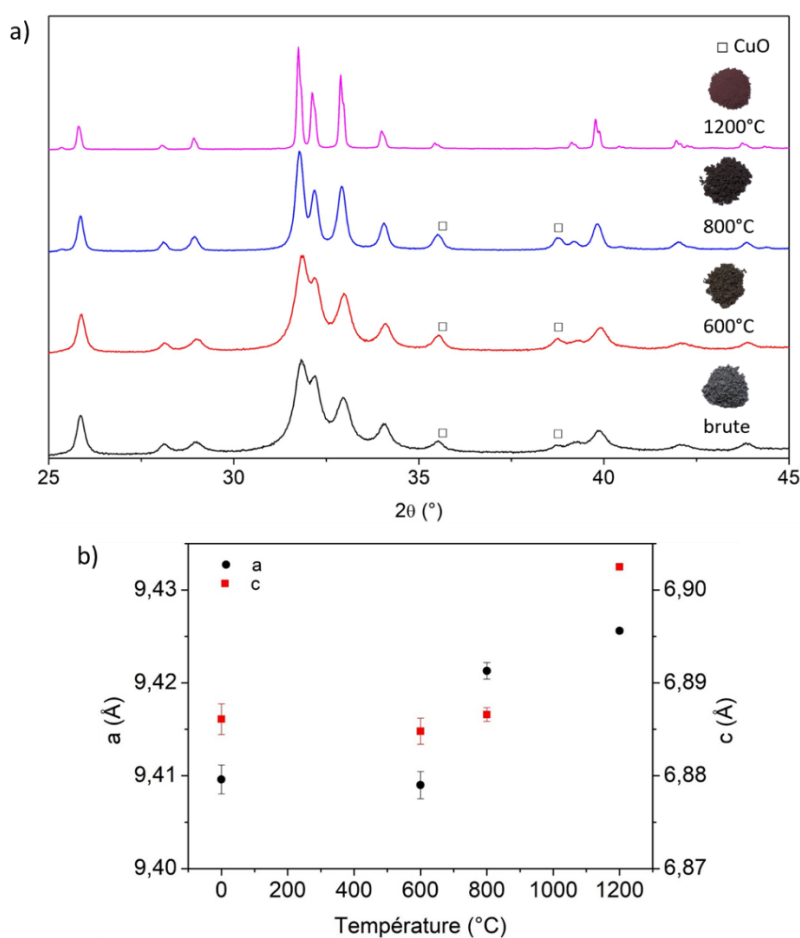 a)
□ CuO
1200°C
800°C
□ □
600°C
□ □
brute
□ □
25 30 35 40 45
2θ (°)
b)
a
c
9,43
9,42
9,41
9,40
a (Å)
6,90
6,89
6,88
6,87
c (Å)
0 200 400 600 800 1000 1200
Température (°C)